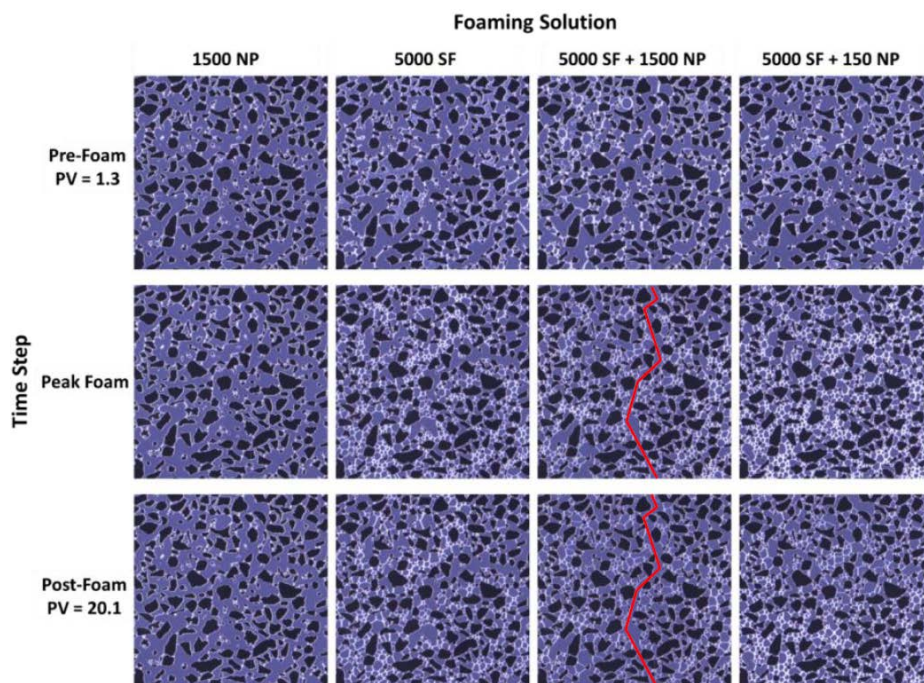 Foaming Solution
1500 NP
5000 SF
5000 SF + 1500 NP
5000 SF + 150 NP
Time Step
Pre-Foam
PV = 1.3
Peak Foam
Post-Foam
PV = 20.1